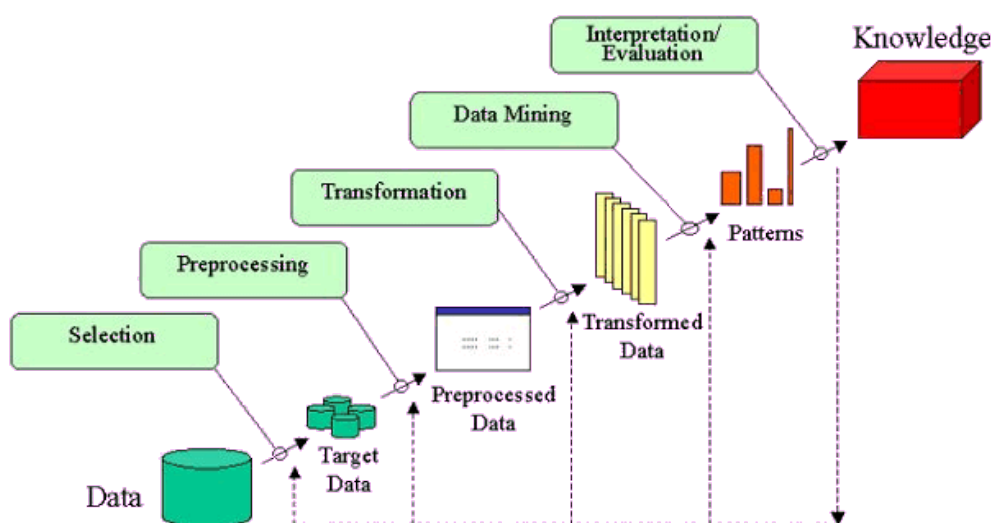 Interpretation/
Evaluation
Knowledge
Data Mining
Transformation
Patterns
Preprocessing
Transformed
Data
Selection
Preprocessed
Data
Target
Data
Data